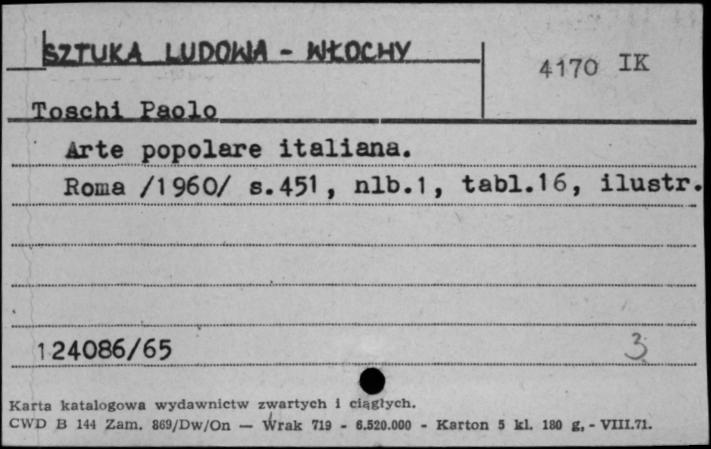 SZTUKA LUDOWA - WŁOCHY
4170 IK
Toschi Paolo
Arte popolare italiana.
Roma /1960/ s.451, nlb.1, tabl.16, ilustr.
124086/65
3
Karta katalogowa wydawnictw zwartych i ciągłych.
CWD B 144 Zam. 869/Dw/On — Wrak 719 - 6.520.000 - Karton 5 kl. 180 g, - VIII.71.